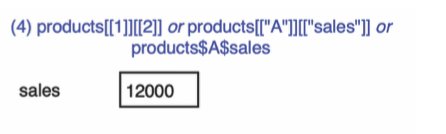 (4) products[[1]][[2]] or products[["A"]][["sales"]] or
products$A$sales
sales 12000